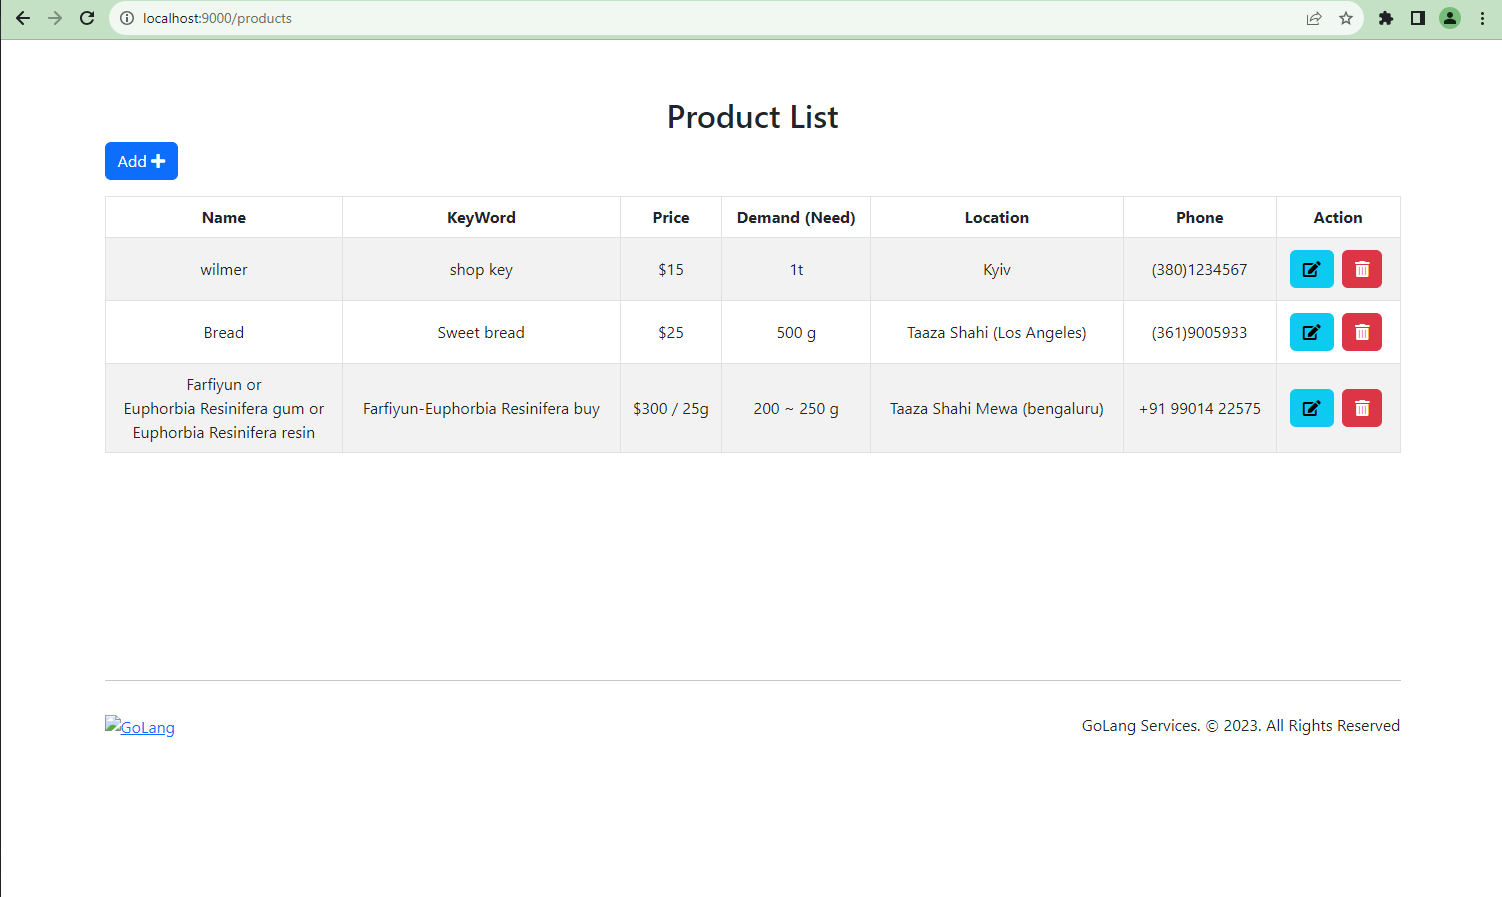 localhost:9000/products
Product List
Add
Name KeyWord Price Demand (Need) Location Phone Action
wilmer shop key $15 1t Kyiv (380)1234567
Bread Sweet bread $25 500 g Taaza Shahi (Los Angeles) (361)9005933
Farfiyun or
Euphorbia Resinifera gum or Farfiyun-Euphorbia Resinifera buy $300 / 25g 200 ~ 250 g Taaza Shahi Mewa (bengaluru) +91 99014 22575
Euphorbia Resinifera resin
GoLang GoLang Services. © 2023. All Rights Reserved